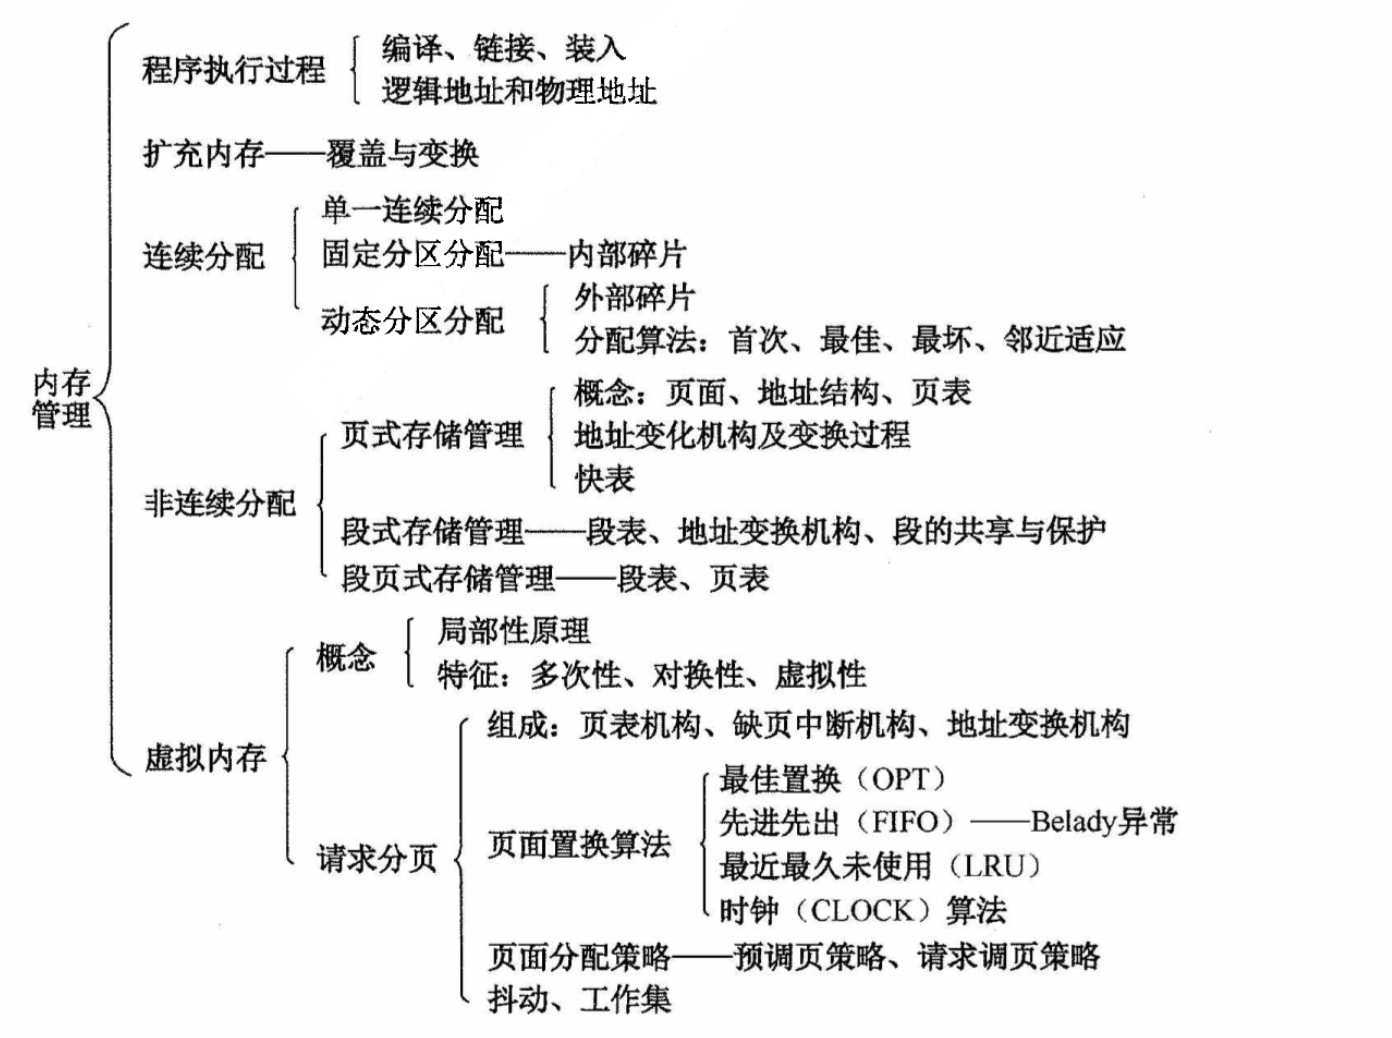 内存
管理
程序执行过程
编译、链接、装入
逻辑地址和物理地址
扩充内存——覆盖与变换
连续分配
单一连续分配
固定分区分配——内部碎片
动态分区分配
外部碎片
分配算法：首次、最佳、最坏、邻近适应
非连续分配
页式存储管理
概念：页面、地址结构、页表
地址变化机构及变换过程
快表
段式存储管理——段表、地址变换机构、段的共享与保护
段页式存储管理——段表、页表
虚拟内存
概念
局部性原理
特征：多次性、对换性、虚拟性
请求分页
组成：页表机构、缺页中断机构、地址变换机构
页面置换算法
最佳置换（OPT）
先进先出（FIFO）——Belady异常
最近最久未使用（LRU）
时钟（CLOCK）算法
页面分配策略——预调页策略、请求调页策略
抖动、工作集